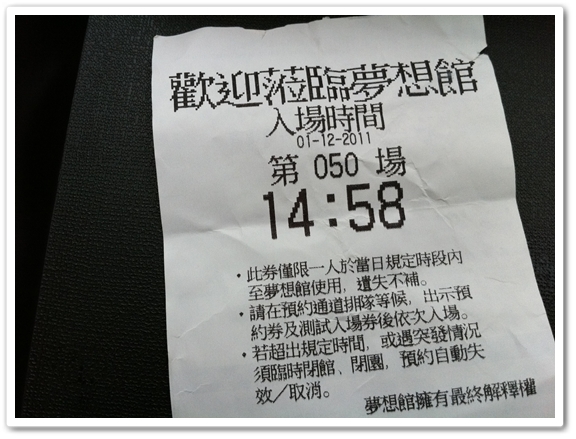 歡迎蒞臨夢想館
入場時間
01-12-2011
第 050 場
14:58
・此券僅限一人於當日規定時段內
至夢想館使用，遺失不補。
・請在預約通道排隊等候，出示預
約券及測試入場券後依次入場。
・若超出規定時間，或遇突發情況
須臨時閉館、閉園，預約自動失
效／取消。
夢想館擁有最終解釋權